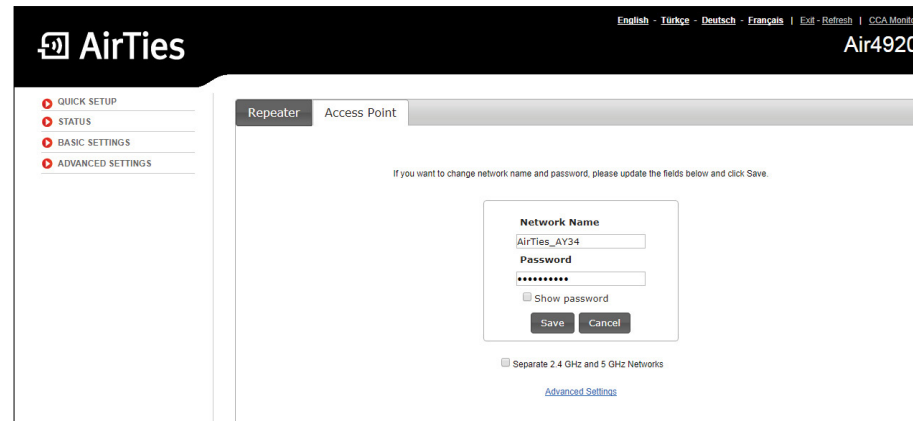 English - Türkçe - Deutsch - Français | Exit - Refresh | CCA Monito
AirTies
Air4920
QUICK SETUP
STATUS
BASIC SETTINGS
ADVANCED SETTINGS
Repeater Access Point
If you want to change network name and password, please update the fields below and click Save.
Network Name
AirTies_AY34
Password
••••••••••
Show password
Save Cancel
Separate 2.4 GHz and 5 GHz Networks
Advanced Settings